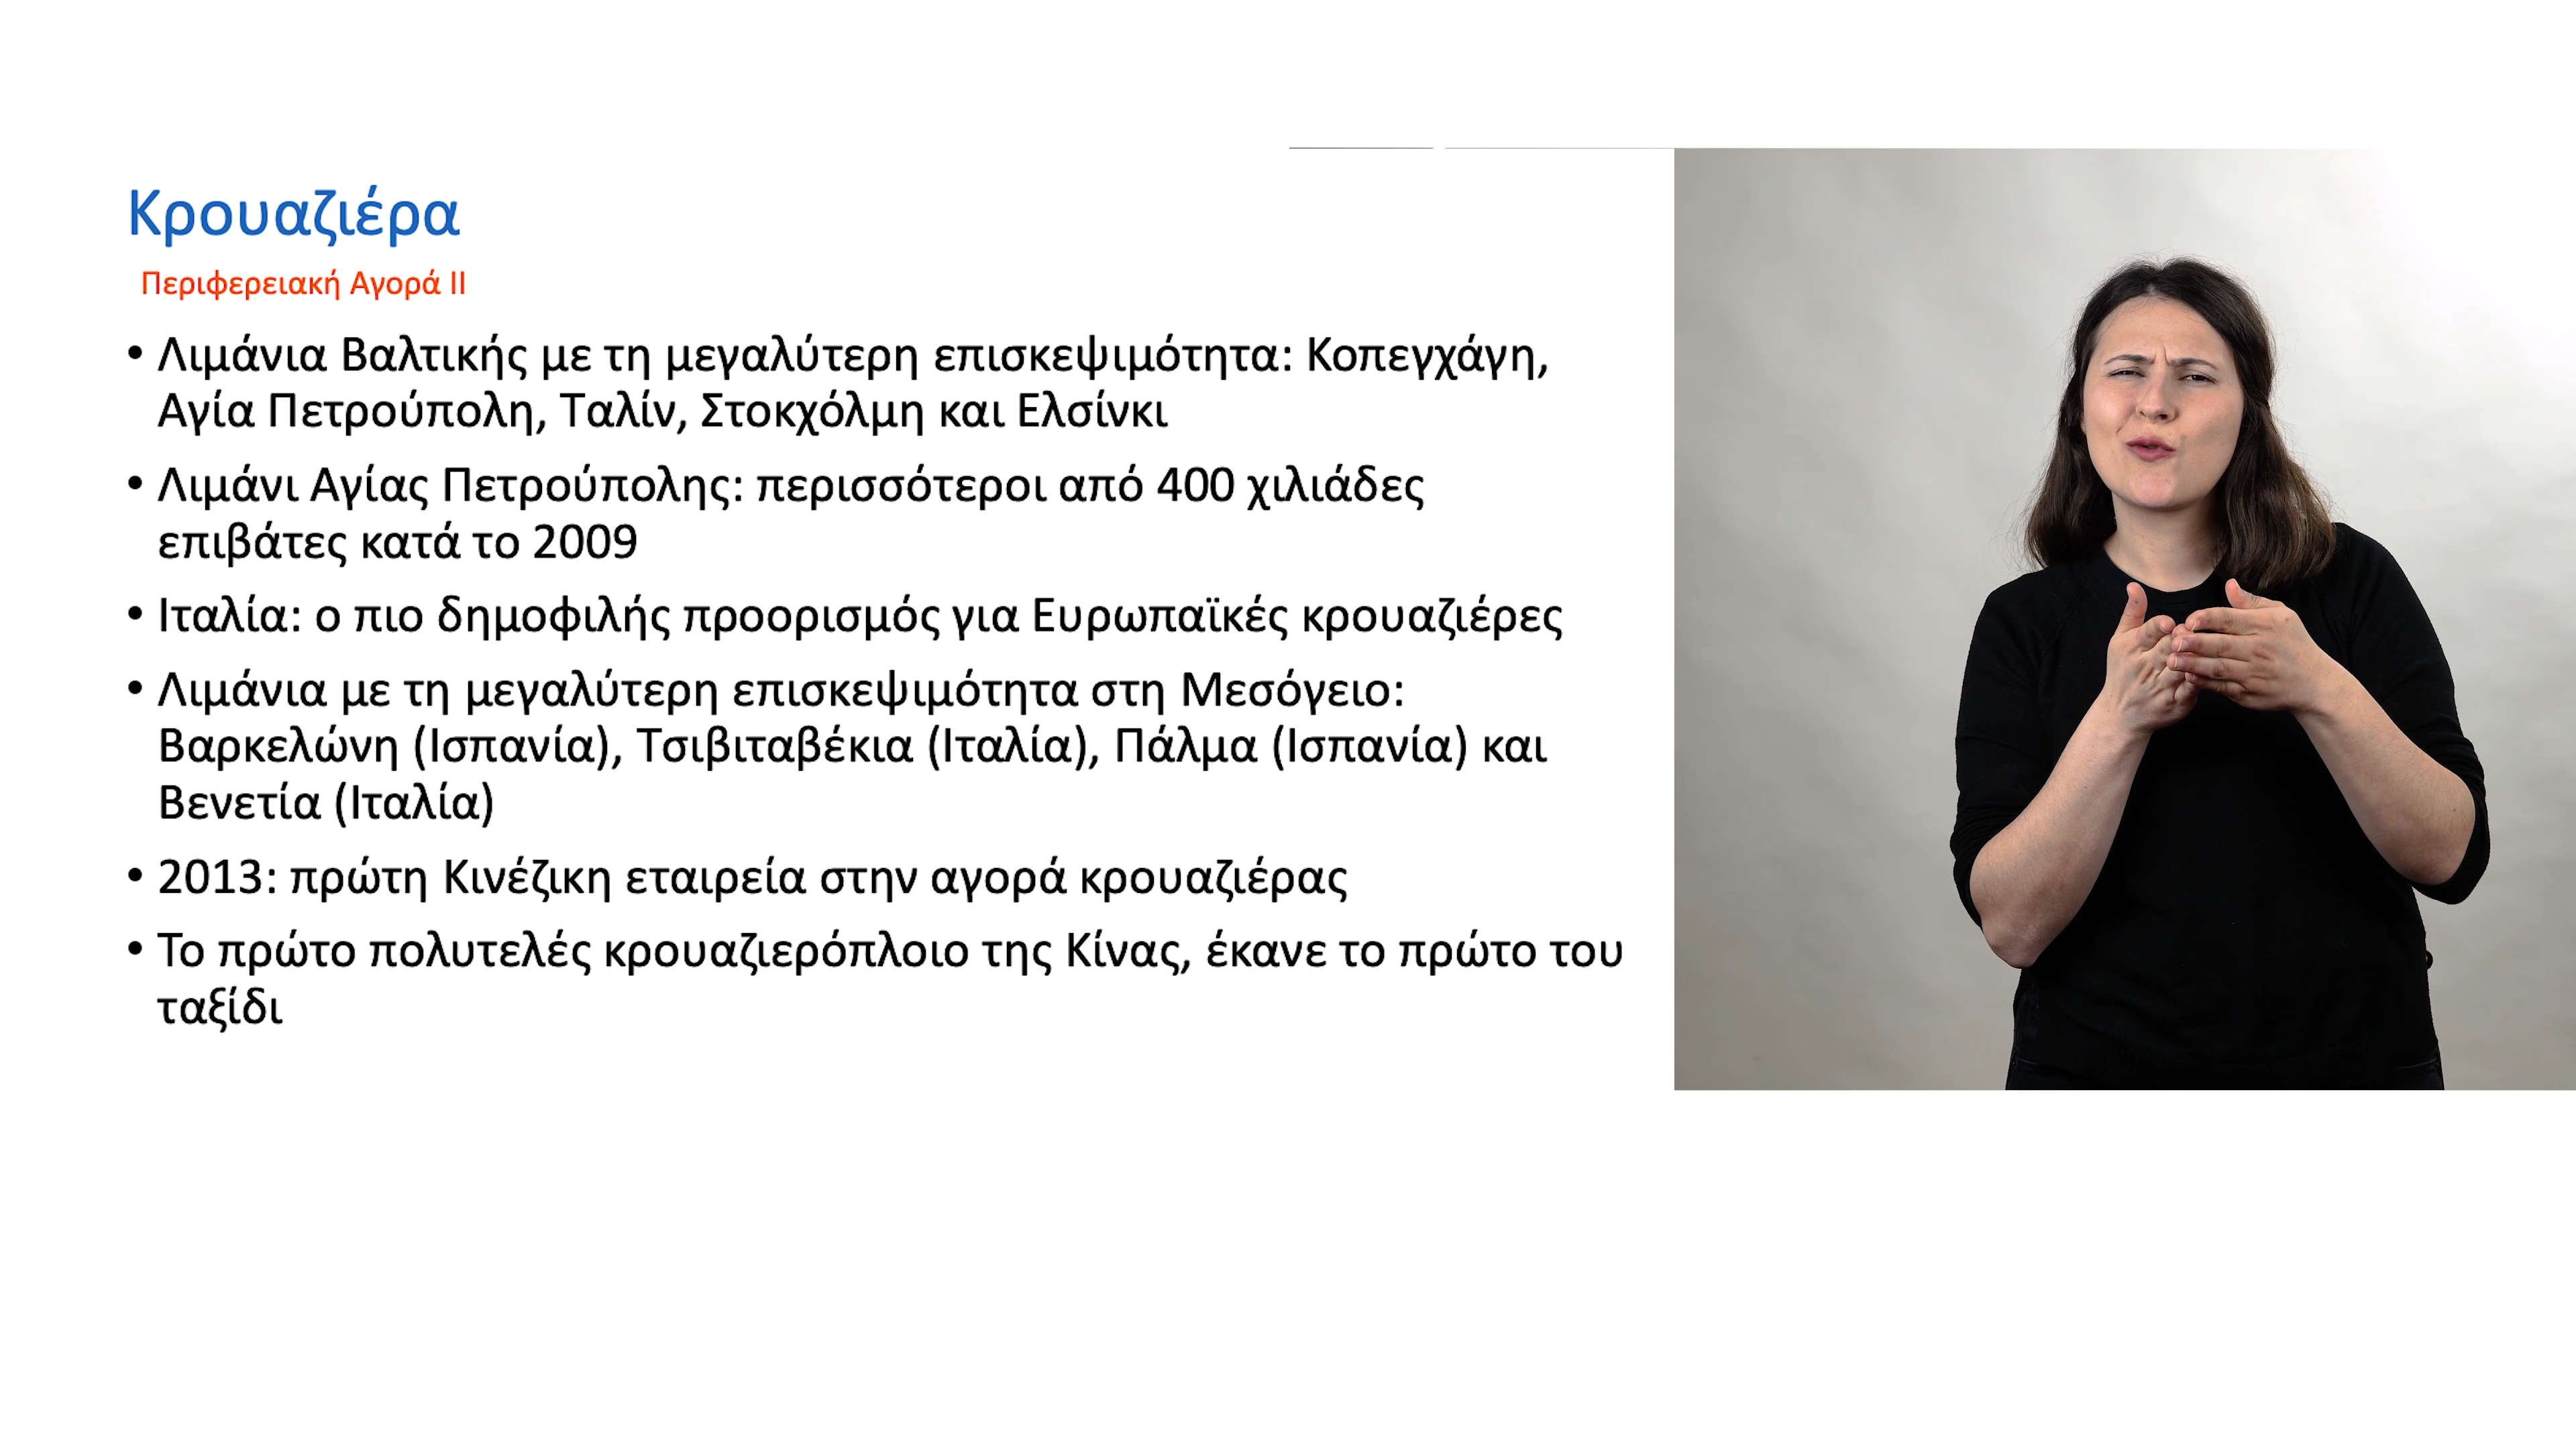 Κρουαζιέρα
Περιφερειακή Αγορά ΙΙ
• Λιμάνια Βαλτικής με τη μεγαλύτερη επισκεψιμότητα: Κοπεγχάγη,
Αγία Πετρούπολη, Ταλίν, Στοκχόλμη και Ελσίνκι
• Λιμάνι Αγίας Πετρούπολης: περισσότεροι από 400 χιλιάδες
επιβάτες κατά το 2009
• Ιταλία: ο πιο δημοφιλής προορισμός για Ευρωπαϊκές κρουαζιέρες
• Λιμάνια με τη μεγαλύτερη επισκεψιμότητα στη Μεσόγειο:
Βαρκελώνη (Ισπανία), Τσιβιταβέκια (Ιταλία), Πάλμα (Ισπανία) και
Βενετία (Ιταλία)
• 2013: πρώτη Κινέζικη εταιρεία στην αγορά κρουαζιέρας
• Το πρώτο πολυτελές κρουαζιερόπλοιο της Κίνας, έκανε το πρώτο του
ταξίδι